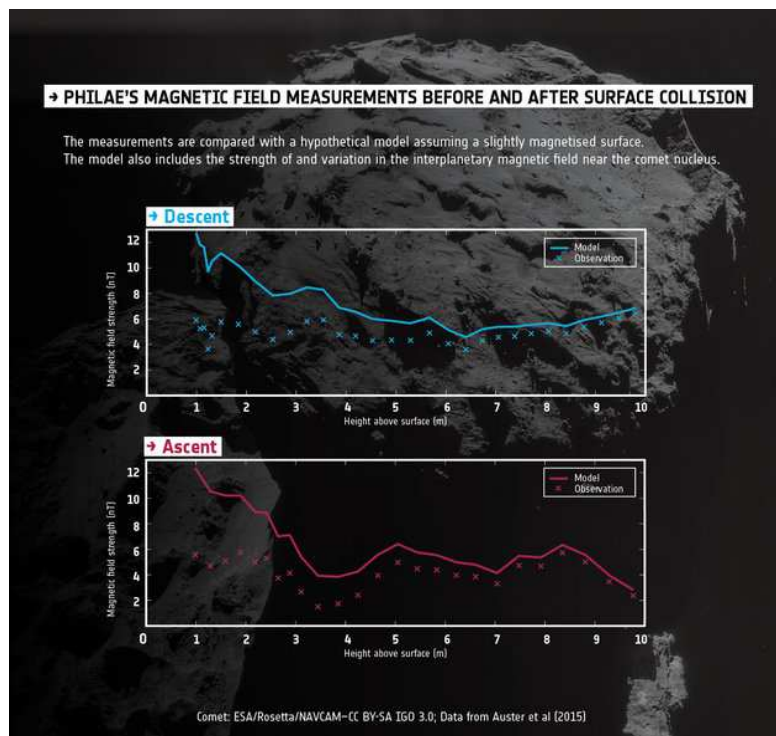 → PHILAE'S MAGNETIC FIELD MEASUREMENTS BEFORE AND AFTER SURFACE COLLISION
The measurements are compared with a hypothetical model assuming a slightly magnetised surface.
The model also includes the strength of and variation in the interplanetary magnetic field near the comet nucleus.
→ Descent
Magnetic field strength (nT)
12
10
8
6
4
2
Model
Observation
0 1 2 3 4 5 6 7 8 9 10
Height above surface (m)
→ Ascent
Magnetic field strength (nT)
12
10
8
6
4
2
Model
Observation
0 1 2 3 4 5 6 7 8 9 10
Height above surface (m)
Comet: ESA/Rosetta/NAVCAM–CC BY-SA IGO 3.0; Data from Auster et al (2015)